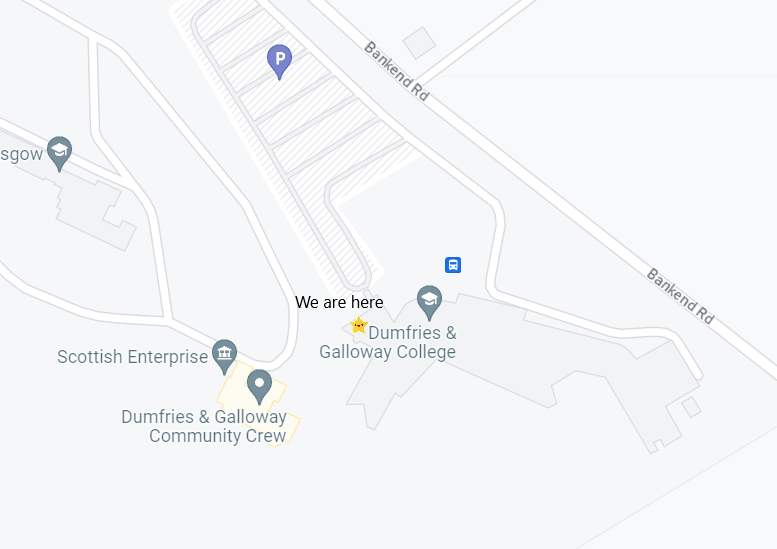 Bankend Rd
P
sgow
Bankend Rd
We are here
Dumfries &
Galloway College
Scottish Enterprise
Dumfries & Galloway
Community Crew